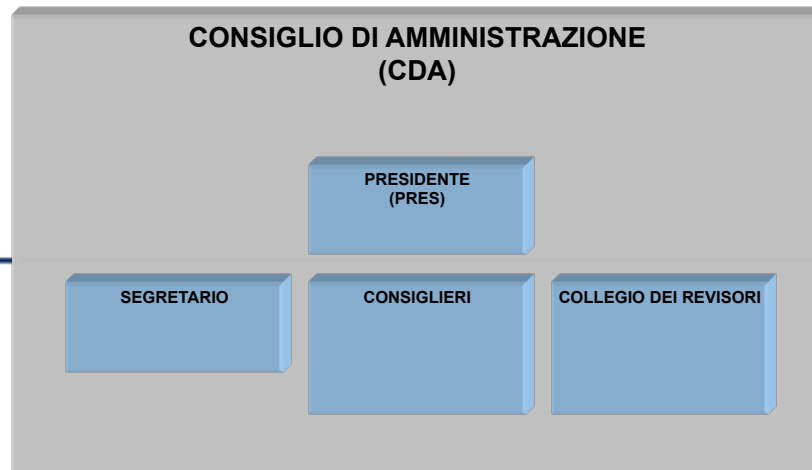 CONSIGLIO DI AMMINISTRAZIONE
(CDA)
PRESIDENTE
(PRES)
SEGRETARIO
CONSIGLIERI
COLLEGIO DEI REVISORI